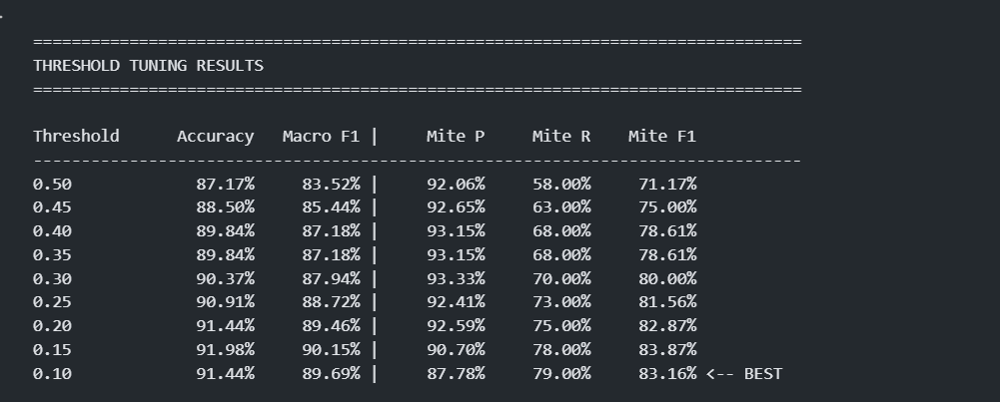 ================================================================================
THRESHOLD TUNING RESULTS
================================================================================
Threshold      Accuracy   Macro F1 |     Mite P     Mite R    Mite F1
--------------------------------------------------------------------------------
0.50             87.17%     83.52% |     92.06%     58.00%     71.17%
0.45             88.50%     85.44% |     92.65%     63.00%     75.00%
0.40             89.84%     87.18% |     93.15%     68.00%     78.61%
0.35             89.84%     87.18% |     93.15%     68.00%     78.61%
0.30             90.37%     87.94% |     93.33%     70.00%     80.00%
0.25             90.91%     88.72% |     92.41%     73.00%     81.56%
0.20             91.44%     89.46% |     92.59%     75.00%     82.87%
0.15             91.98%     90.15% |     90.70%     78.00%     83.87%
0.10             91.44%     89.69% |     87.78%     79.00%     83.16% <-- BEST